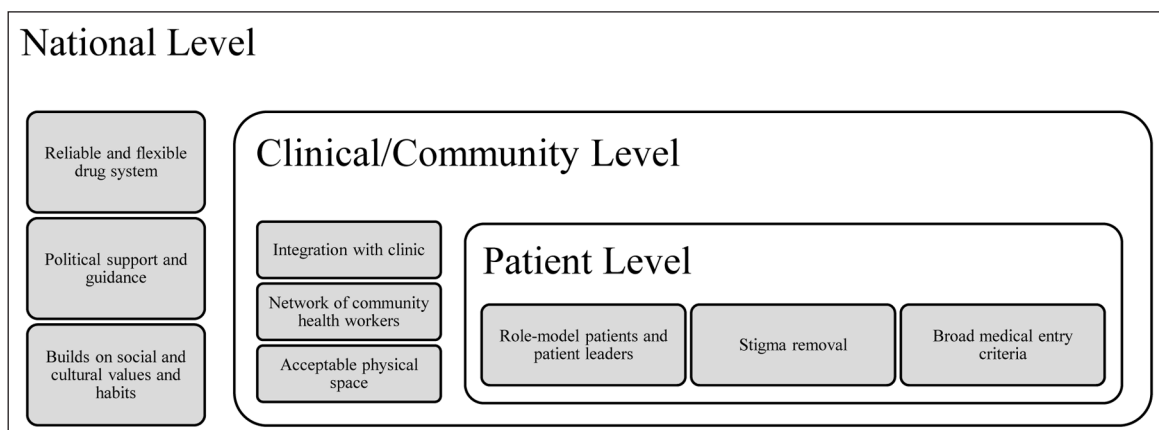 National Level
Reliable and flexible
drug system
Political support and
guidance
Builds on social and
cultural values and
habits
Clinical/Community Level
Integration with clinic
Network of community
health workers
Acceptable physical
space
Patient Level
Role-model patients and
patient leaders
Stigma removal
Broad medical entry
criteria